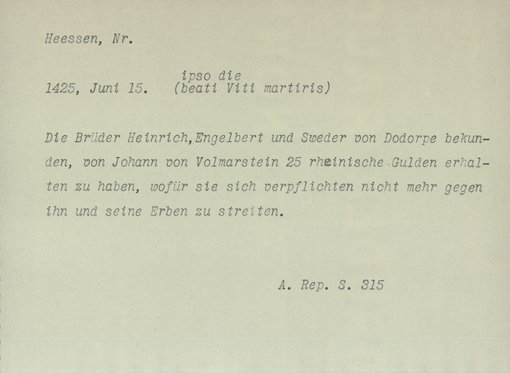 Heessen, Nr.
ipso die
1425, Juni 15. (beati Viti martiris)
Die Brüder Heinrich, Engelbert und Sweder von Dodorpe bekun-
den, von Johann von Volmarstein 25 rheinische Gulden erhal-
ten zu haben, wofür sie sich verpflichten nicht mehr gegen
ihn und seine Erben zu streiten.
A. Rep. S. 315